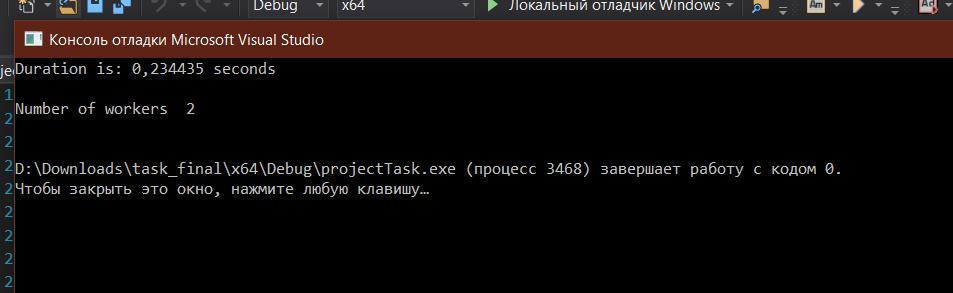 Debug x64 Локальный отладчик Windows
Консоль отладки Microsoft Visual Studio
Duration is: 0,234435 seconds
Number of workers  2
D:\Downloads\task_final\x64\Debug\projectTask.exe (процесс 3468) завершает работу с кодом 0.
Чтобы закрыть это окно, нажмите любую клавишу…